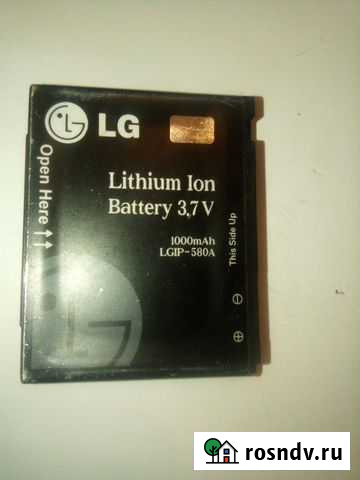 LG
Open Here ↑↑
Lithium Ion
Battery 3,7 V
1000mAh
LGIP-580A
This Side Up
rosndv.ru